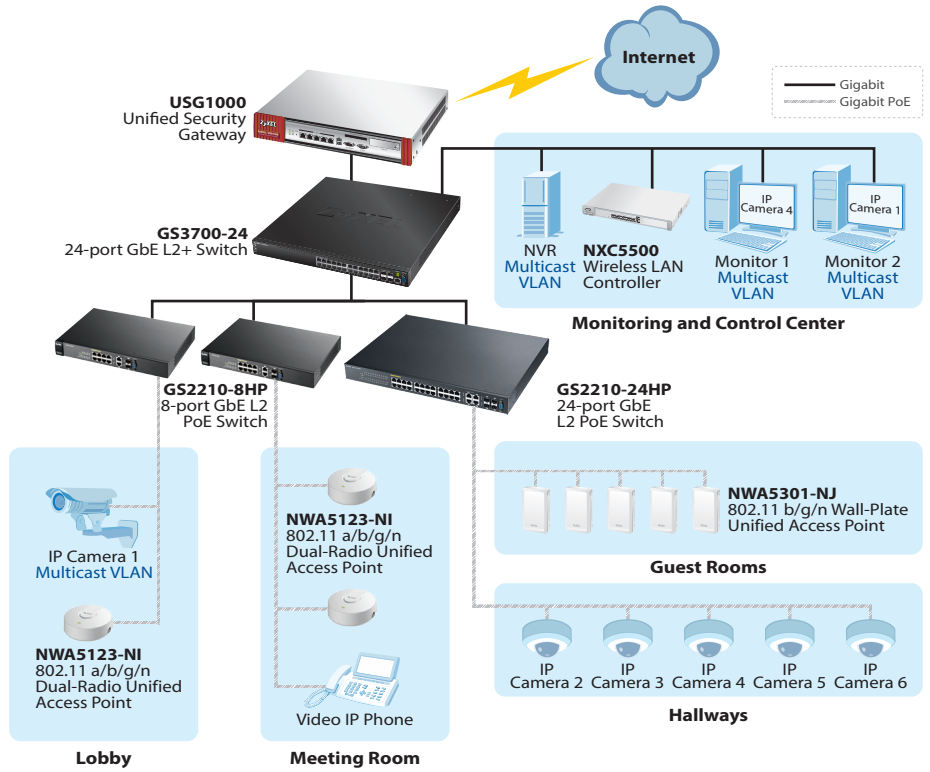 Internet
Gigabit
Gigabit PoE
USG1000
Unified Security
Gateway
ZyXEL
GS3700-24
24-port GbE L2+ Switch
NVR
Multicast
VLAN
NXC5500
Wireless LAN
Controller
IP
Camera 4
Monitor 1
Multicast
VLAN
IP
Camera 1
Monitor 2
Multicast
VLAN
Monitoring and Control Center
GS2210-8HP
8-port GbE L2
PoE Switch
GS2210-24HP
24-port GbE
L2 PoE Switch
IP Camera 1
Multicast VLAN
NWA5123-NI
802.11 a/b/g/n
Dual-Radio Unified
Access Point
Lobby
NWA5123-NI
802.11 a/b/g/n
Dual-Radio Unified
Access Point
Video IP Phone
Meeting Room
NWA5301-NJ
802.11 b/g/n Wall-Plate
Unified Access Point
Guest Rooms
IP
Camera 2
IP
Camera 3
IP
Camera 4
IP
Camera 5
IP
Camera 6
Hallways